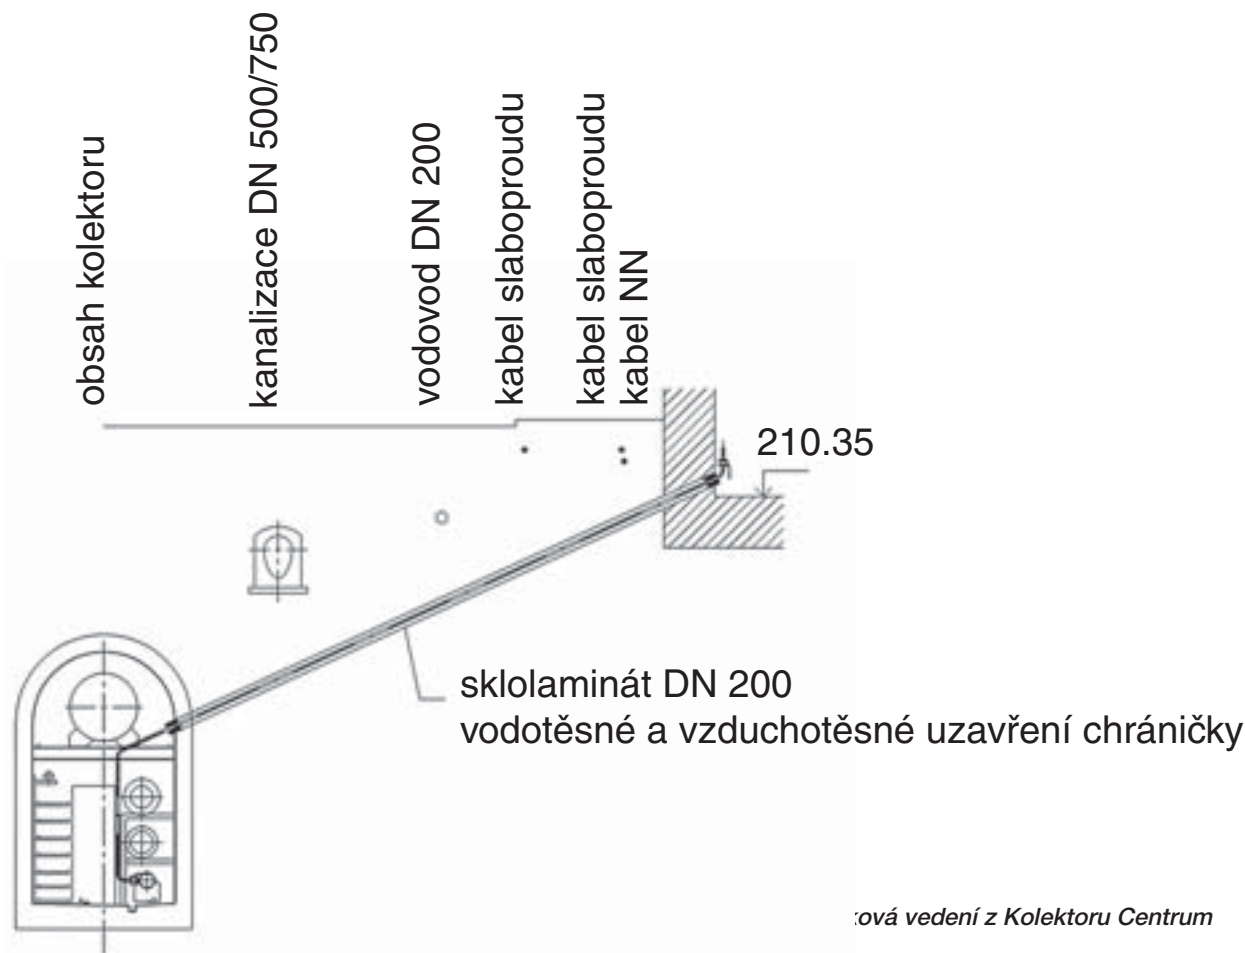 obsah kolektoru
kanalizace DN 500/750
vodovod DN 200
kabel slaboproudu
kabel slaboproudu
kabel NN
210.35
sklolaminát DN 200
vodotěsné a vzduchotěsné uzavření chráničky
vedení z Kolektoru Centrum